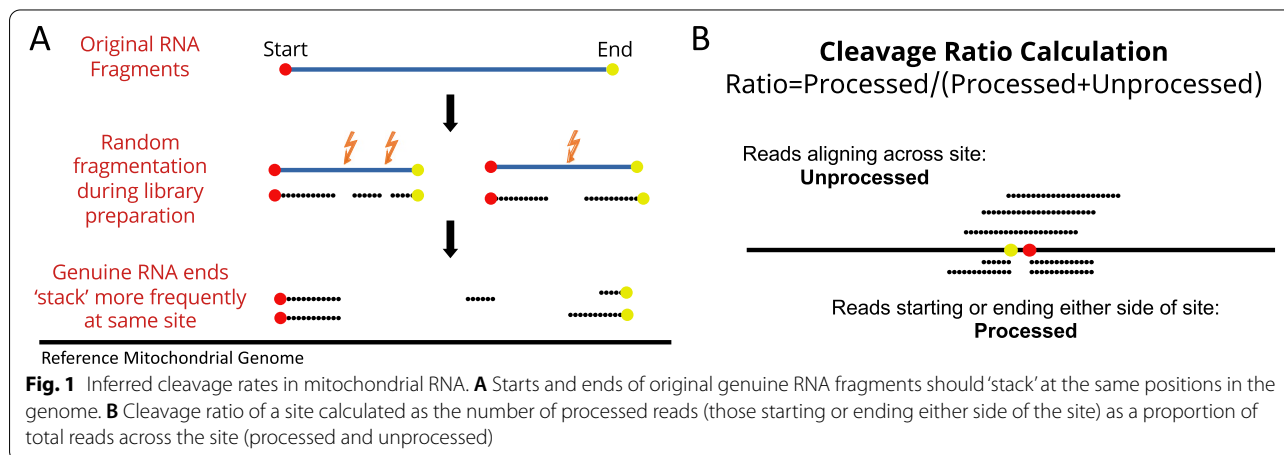 A
Original RNA
Fragments
Start
End
Random
fragmentation
during library
preparation
Genuine RNA ends
‘stack’ more frequently
at same site
Reference Mitochondrial Genome
B
Cleavage Ratio Calculation
Ratio=Processed/(Processed+Unprocessed)
Reads aligning across site:
Unprocessed
Reads starting or ending either side of site:
Processed
Fig. 1 Inferred cleavage rates in mitochondrial RNA. A Starts and ends of original genuine RNA fragments should ‘stack’ at the same positions in the
genome. B Cleavage ratio of a site calculated as the number of processed reads (those starting or ending either side of the site) as a proportion of
total reads across the site (processed and unprocessed)